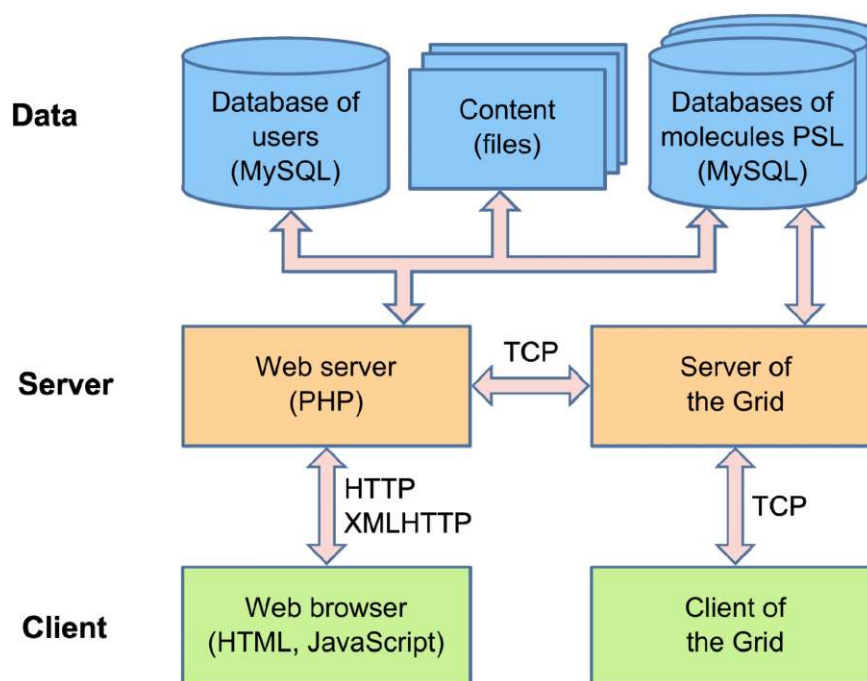 Data
Database of
users
(MySQL)
Content
(files)
Databases of
molecules PSL
(MySQL)
Server
Web server
(PHP)
TCP
Server of
the Grid
HTTP
XMLHTTP
TCP
Client
Web browser
(HTML, JavaScript)
Client of
the Grid